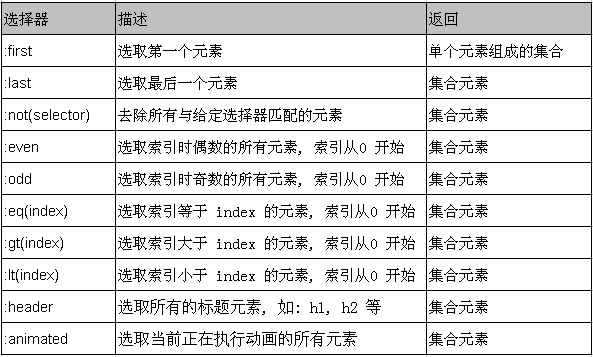 选择器 描述 返回
:first 选取第一个元素 单个元素组成的集合
:last 选取最后一个元素 集合元素
:not(selector) 去除所有与给定选择器匹配的元素 集合元素
:even 选取索引时偶数的所有元素, 索引从0 开始 集合元素
:odd 选取索引时奇数的所有元素, 索引从0 开始 集合元素
:eq(index) 选取索引等于 index 的元素, 索引从0 开始 集合元素
:gt(index) 选取索引大于 index 的元素, 索引从0 开始 集合元素
:lt(index) 选取索引小于 index 的元素, 索引从0 开始 集合元素
:header 选取所有的标题元素, 如: h1, h2 等 集合元素
:animated 选取当前正在执行动画的所有元素 集合元素